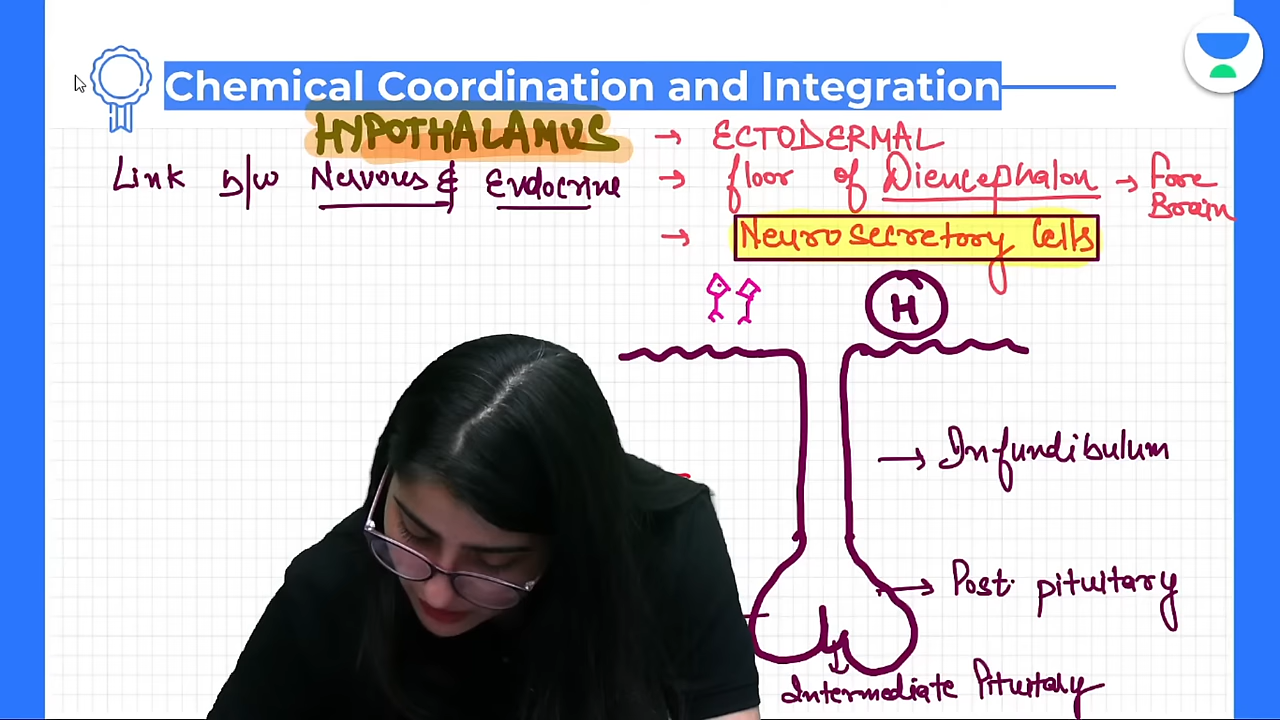 Chemical Coordination and Integration
HYPOTHALAMUS → ECTODERMAL
Link b/w Nervous & Endocrine → floor of Diencephalon → Fore Brain
→ Neurosecretory Cells
H
→ Infundibulum
→ Post. pituitary
Intermediate Pituitary